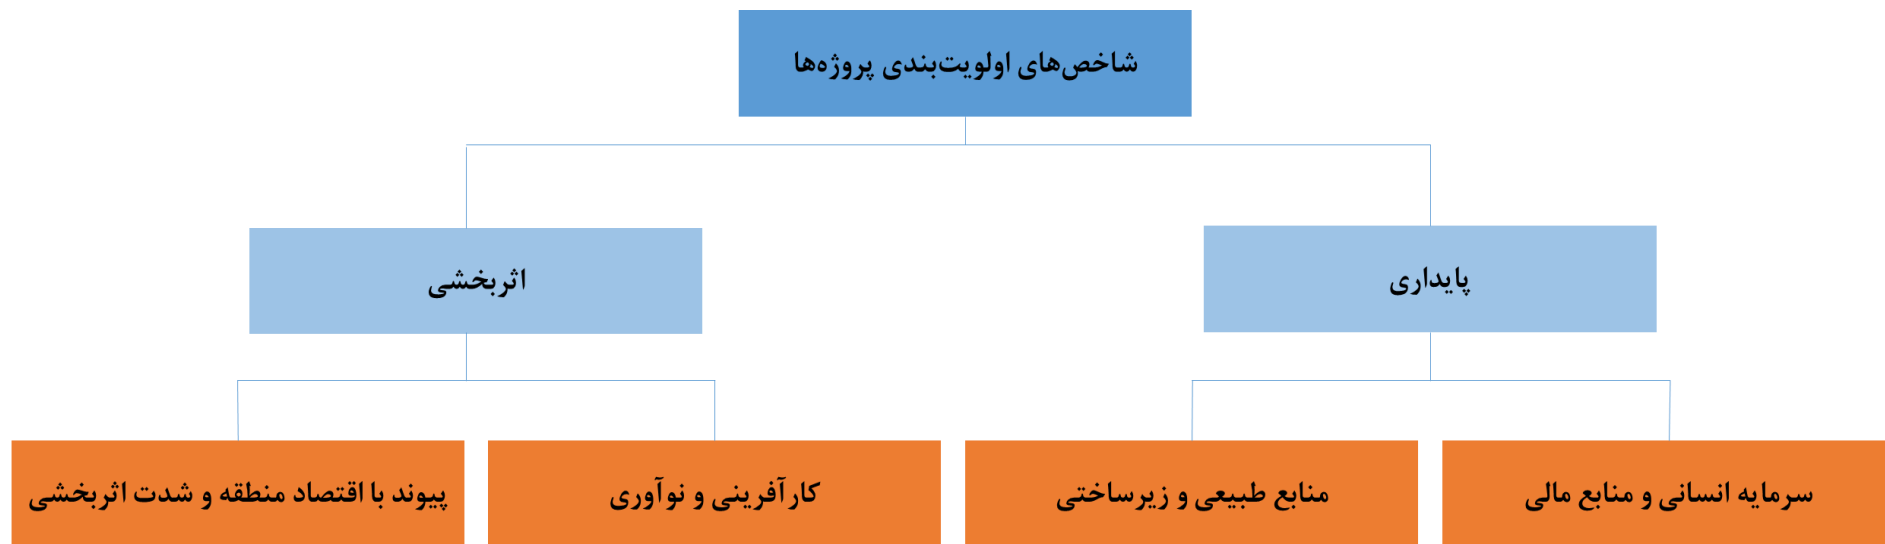 شاخص‌های اولویت‌بندی پروژه‌ها
پایداری
اثربخشی
سرمایه انسانی و منابع مالی
منابع طبیعی و زیرساختی
کارآفرینی و نوآوری
پیوند با اقتصاد منطقه و شدت اثربخشی